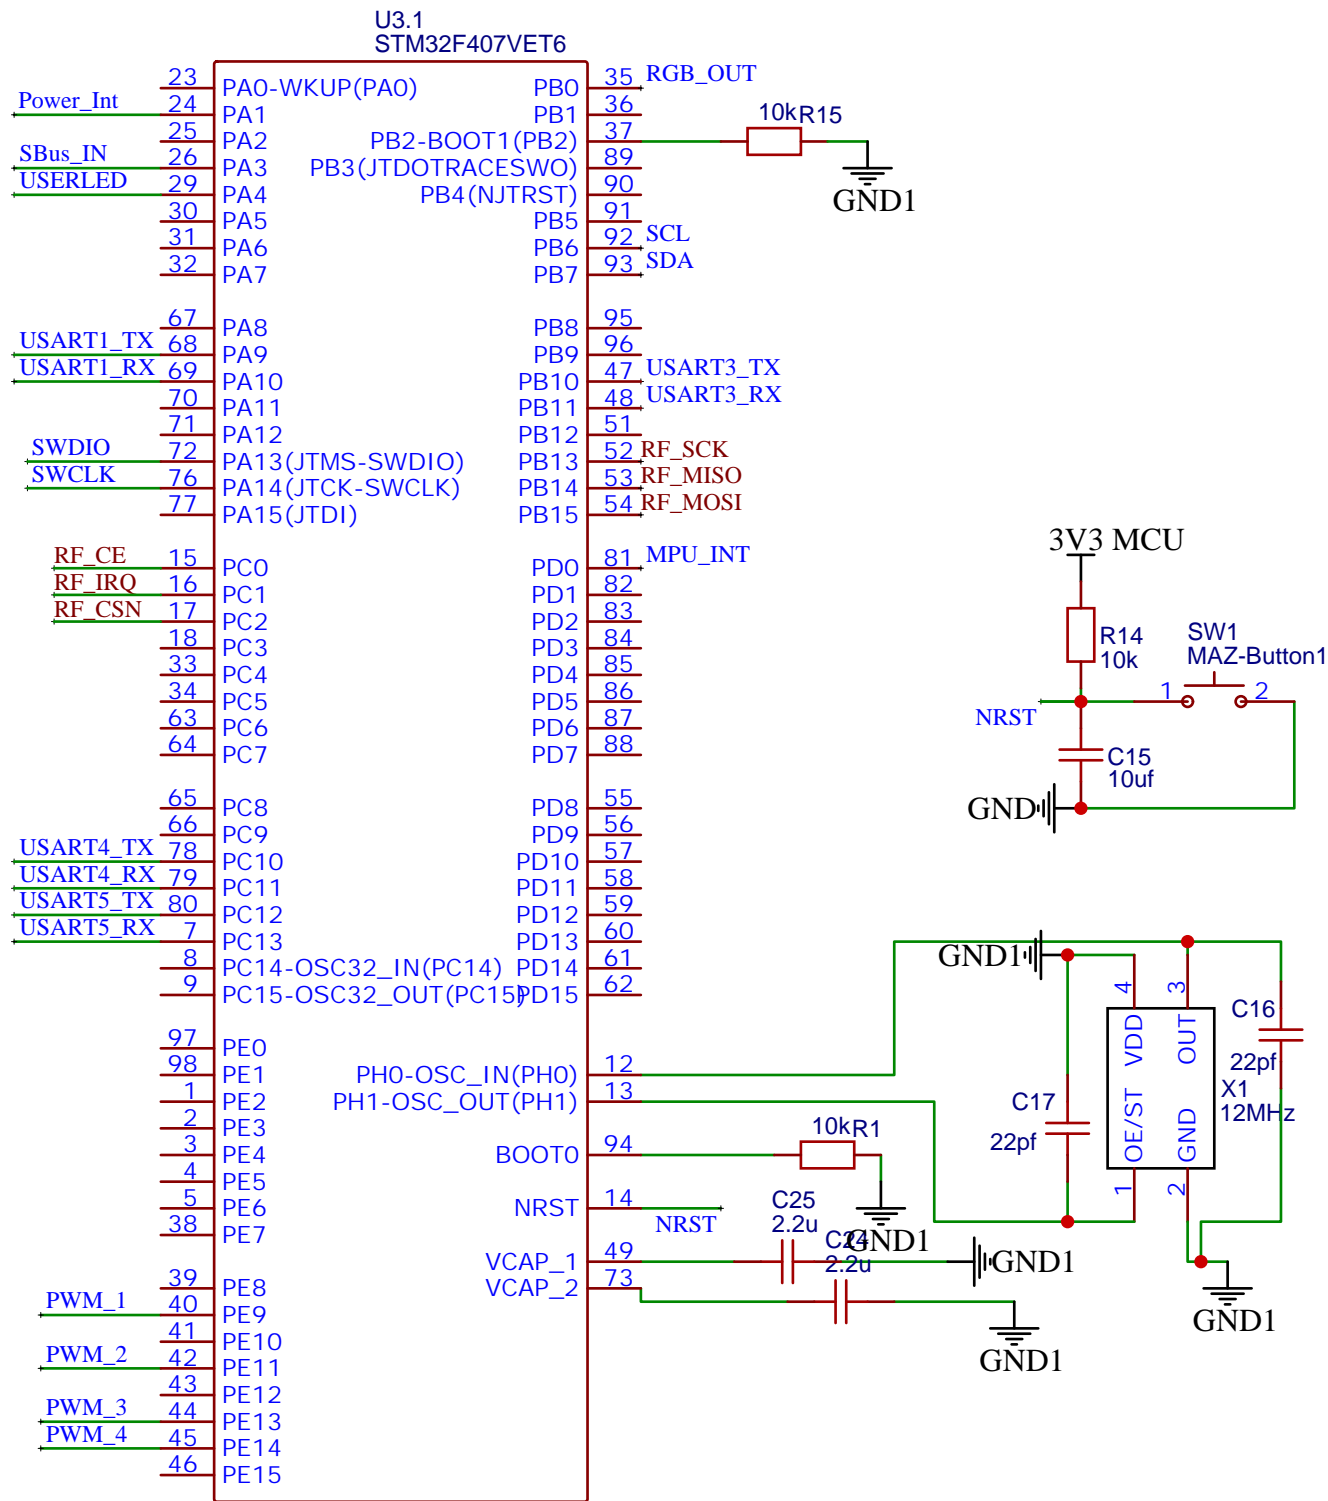 U3.1
STM32F407VET6
23 PA0-WKUP(PA0)
Power_Int 24 PA1
25 PA2
SBus_IN 26 PA3
USERLED 29 PA4
30 PA5
31 PA6
32 PA7
67 PA8
USART1_TX 68 PA9
USART1_RX 69 PA10
70 PA11
71 PA12
SWDIO 72 PA13(JTMS-SWDIO)
SWCLK 76 PA14(JTCK-SWCLK)
77 PA15(JTDI)
RF_CE 15 PC0
RF_IRQ 16 PC1
RF_CSN 17 PC2
18 PC3
33 PC4
34 PC5
63 PC6
64 PC7
65 PC8
66 PC9
USART4_TX 78 PC10
USART4_RX 79 PC11
USART5_TX 80 PC12
USART5_RX 7 PC13
8 PC14-OSC32_IN(PC14)
9 PC15-OSC32_OUT(PC15)
97 PE0
98 PE1
1 PE2
2 PE3
3 PE4
4 PE5
5 PE6
38 PE7
39 PE8
PWM_1 40 PE9
41 PE10
PWM_2 42 PE11
43 PE12
PWM_3 44 PE13
PWM_4 45 PE14
46 PE15
PB0 35 RGB_OUT
PB1 36
PB2-BOOT1(PB2) 37
PB3(JTDOTRACESWO) 89
PB4(NJTRST) 90
PB5 91
PB6 92 SCL
PB7 93 SDA
PB8 95
PB9 96
PB10 47 USART3_TX
PB11 48 USART3_RX
PB12 51
PB13 52 RF_SCK
PB14 53 RF_MISO
PB15 54 RF_MOSI
PD0 81 MPU_INT
PD1 82
PD2 83
PD3 84
PD4 85
PD5 86
PD6 87
PD7 88
PD8 55
PD9 56
PD10 57
PD11 58
PD12 59
PD13 60
PD14 61
PD15 62
PH0-OSC_IN(PH0) 12
PH1-OSC_OUT(PH1) 13
BOOT0 94
NRST 14 NRST
VCAP_1 49
VCAP_2 73
10k R15
GND1
3V3 MCU
R14
10k
SW1
MAZ-Button1
1 2
NRST
C15
10uf
GND
GND1
4 3
VDD OUT
OE/ST GND
1 2
C16
22pf
X1
12MHz
C17
22pf
GND1
10k R1
GND1
C25
2.2u
GND1
C24
2.2u
GND1